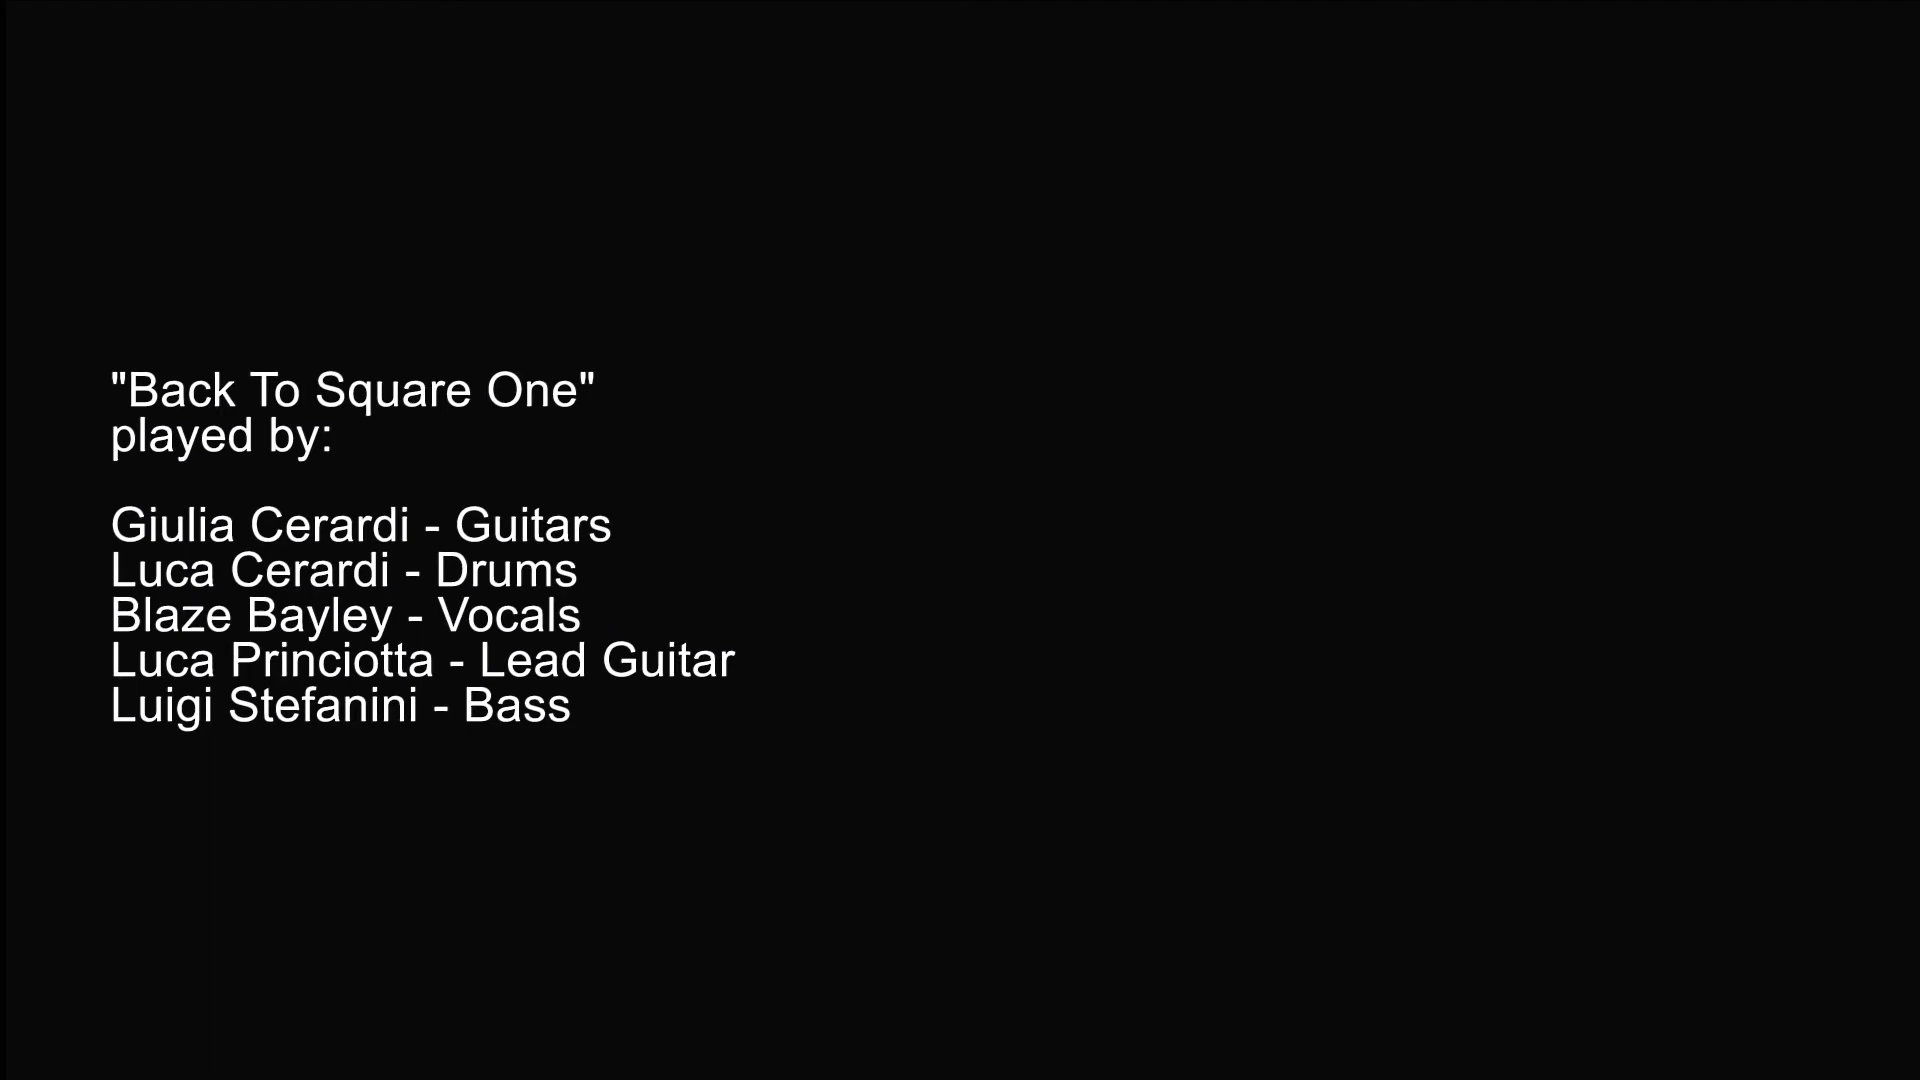 "Back To Square One"
played by:
Giulia Cerardi - Guitars
Luca Cerardi - Drums
Blaze Bayley - Vocals
Luca Princiotta - Lead Guitar
Luigi Stefanini - Bass